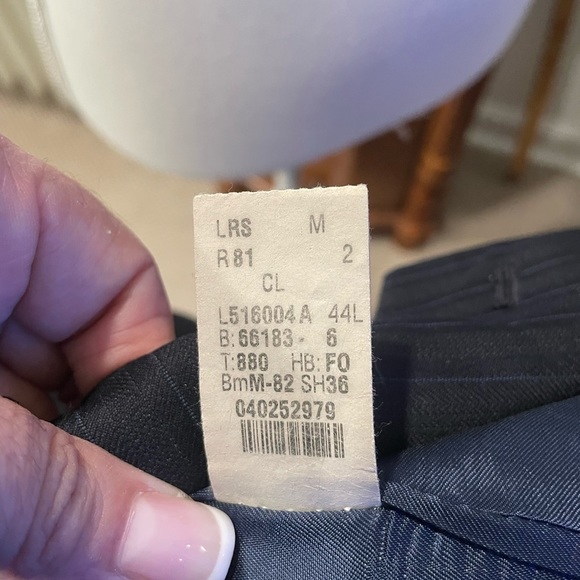 LRS M
R81 2
CL
L516004A 44L
B:66183- 6
T:880 HB:FO
BmM-82 SH36
040252979